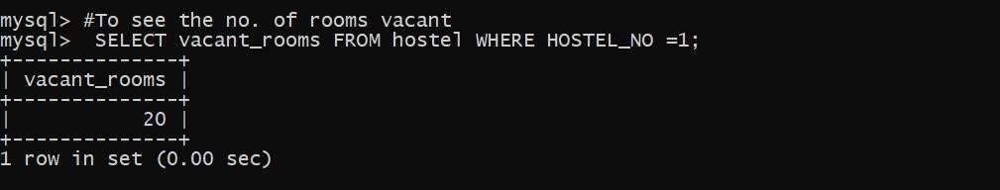 mysql> #To see the no. of rooms vacant
mysql>  SELECT vacant_rooms FROM hostel WHERE HOSTEL_NO =1;
+--------------+
| vacant_rooms |
+--------------+
|           20 |
+--------------+
1 row in set (0.00 sec)